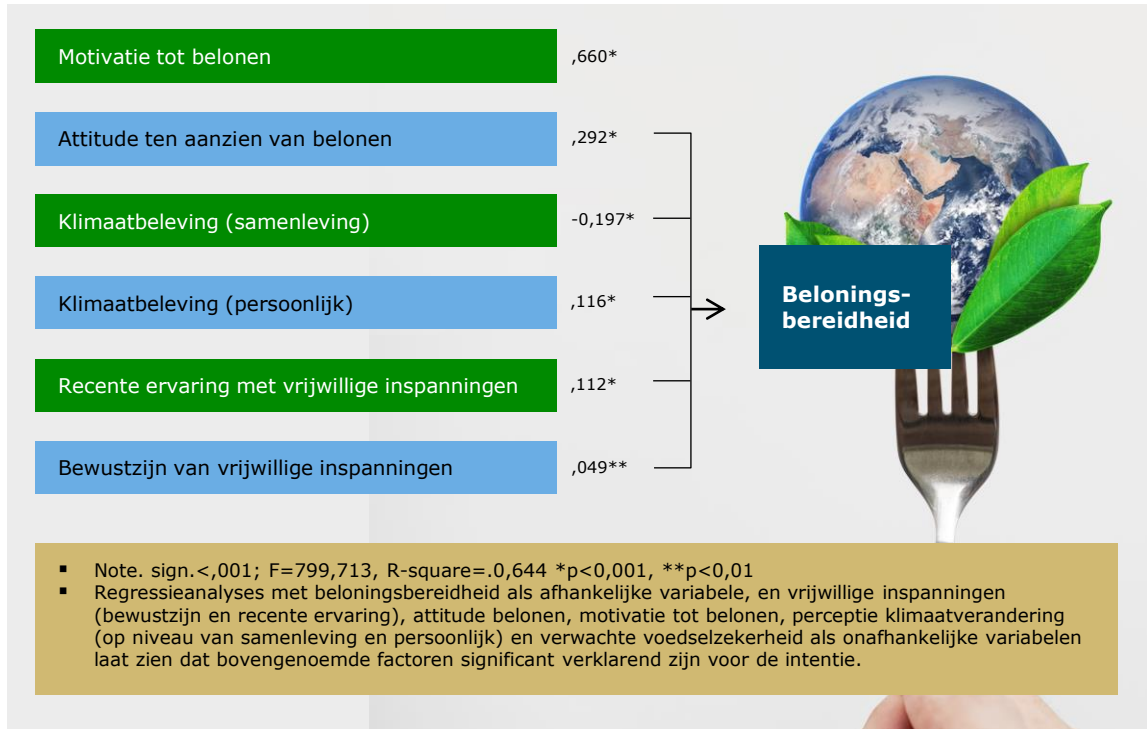 Motivatie tot belonen ,660*
Attitude ten aanzien van belonen ,292*
Klimaatbeleving (samenleving) -0,197*
Klimaatbeleving (persoonlijk) ,116*
Recente ervaring met vrijwillige inspanningen ,112*
Bewustzijn van vrijwillige inspanningen ,049**
Belonings-
bereidheid
▪ Note. sign.<,001; F=799,713, R-square=.0,644 *p<0,001, **p<0,01
▪ Regressieanalyses met beloningsbereidheid als afhankelijke variabele, en vrijwillige inspanningen
(bewustzijn en recente ervaring), attitude belonen, motivatie tot belonen, perceptie klimaatverandering
(op niveau van samenleving en persoonlijk) en verwachte voedselzekerheid als onafhankelijke variabelen
laat zien dat bovengenoemde factoren significant verklarend zijn voor de intentie.